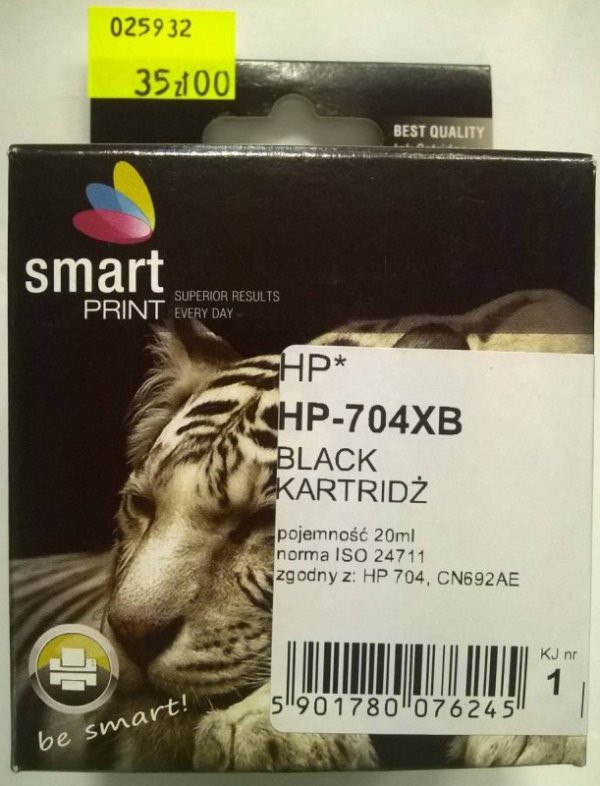 025932
35zł00
BEST QUALITY
smart
PRINT
SUPERIOR RESULTS
EVERY DAY
HP*
HP-704XB
BLACK
KARTRIDŻ
pojemność 20ml
norma ISO 24711
zgodny z: HP 704, CN692AE
KJ nr
1
5 901780 076245
be smart!